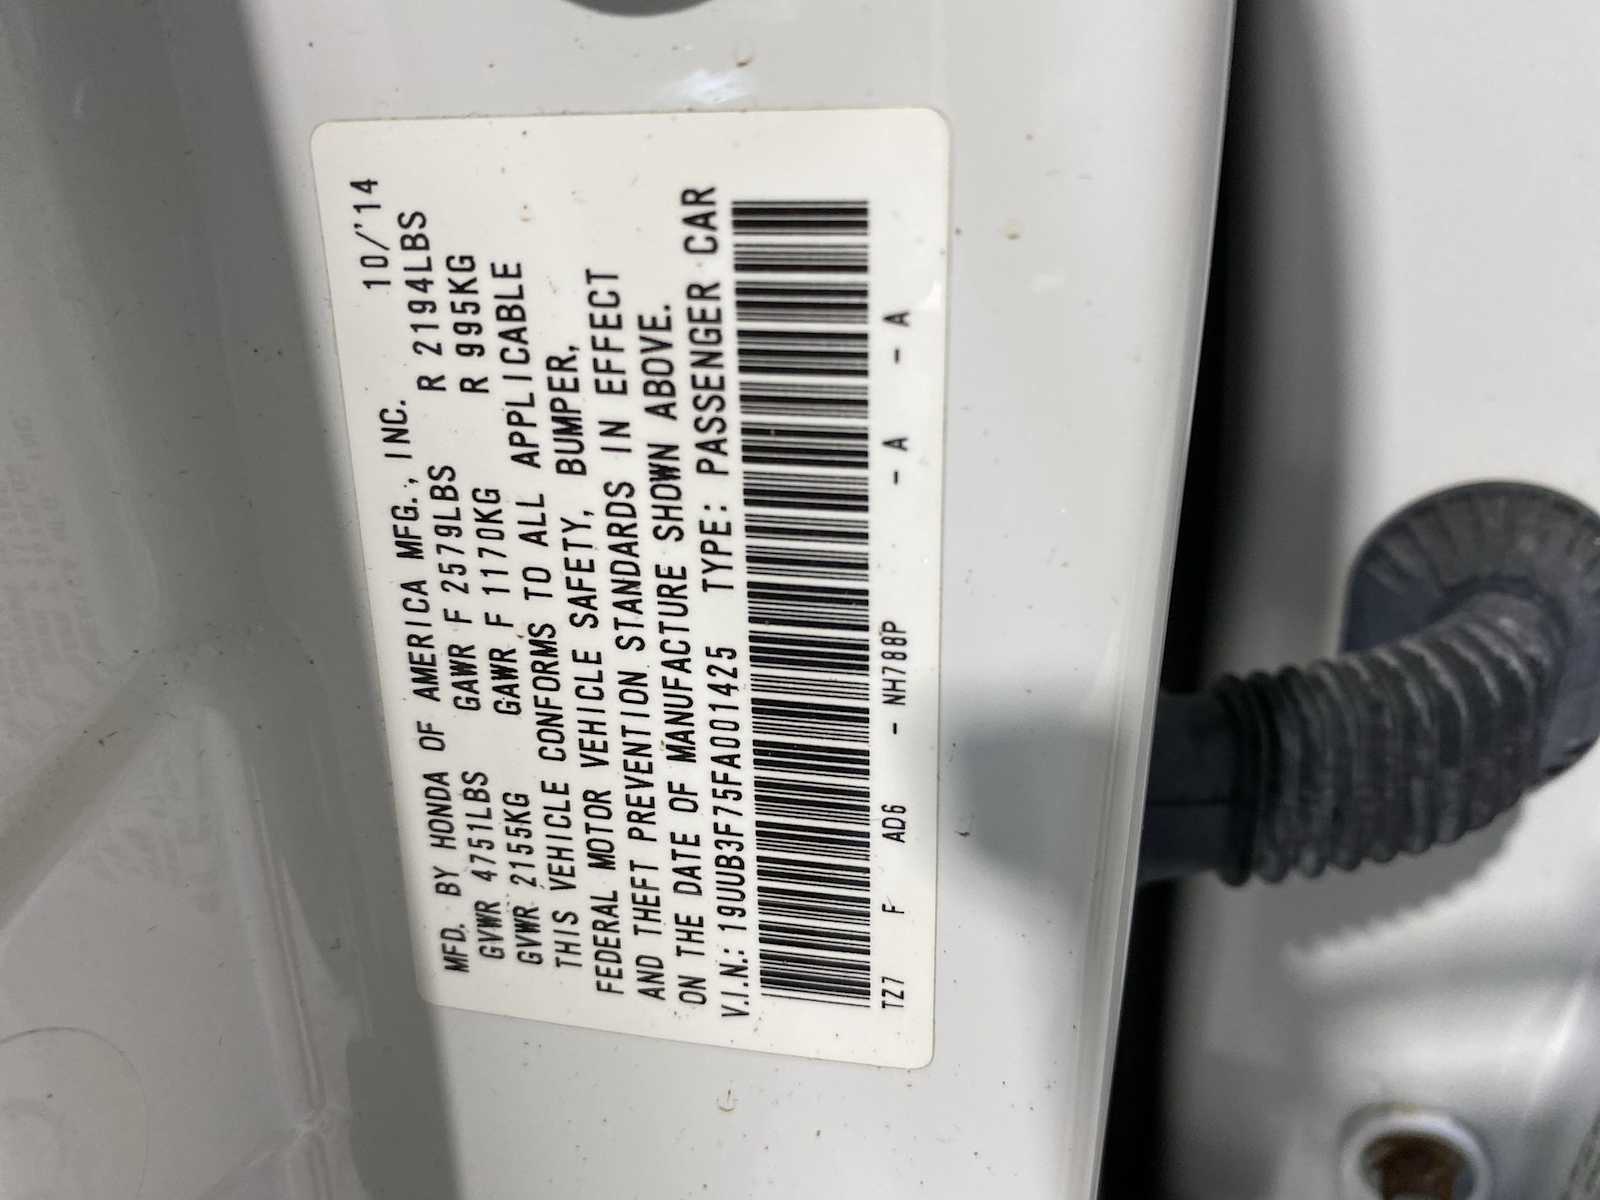 MFD. BY HONDA OF AMERICA MFG., INC. 10/'14
GVWR 4751LBS GAWR F 2579LBS R 2194LBS
GVWR 2155KG GAWR F 1170KG R 995KG
THIS VEHICLE CONFORMS TO ALL APPLICABLE
FEDERAL MOTOR VEHICLE SAFETY, BUMPER,
AND THEFT PREVENTION STANDARDS IN EFFECT
ON THE DATE OF MANUFACTURE SHOWN ABOVE.
V.I.N.: 19UUB3F75FA001425 TYPE: PASSENGER CAR
TZ7 F AD6 - NH788P - A - A